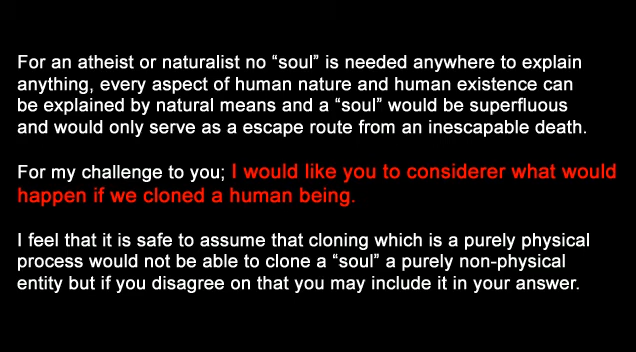 For an atheist or naturalist no “soul” is needed anywhere to explain
anything, every aspect of human nature and human existence can
be explained by natural means and a “soul” would be superfluous
and would only serve as a escape route from an inescapable death.
For my challenge to you; I would like you to considerer what would
happen if we cloned a human being.
I feel that it is safe to assume that cloning which is a purely physical
process would not be able to clone a “soul” a purely non-physical
entity but if you disagree on that you may include it in your answer.